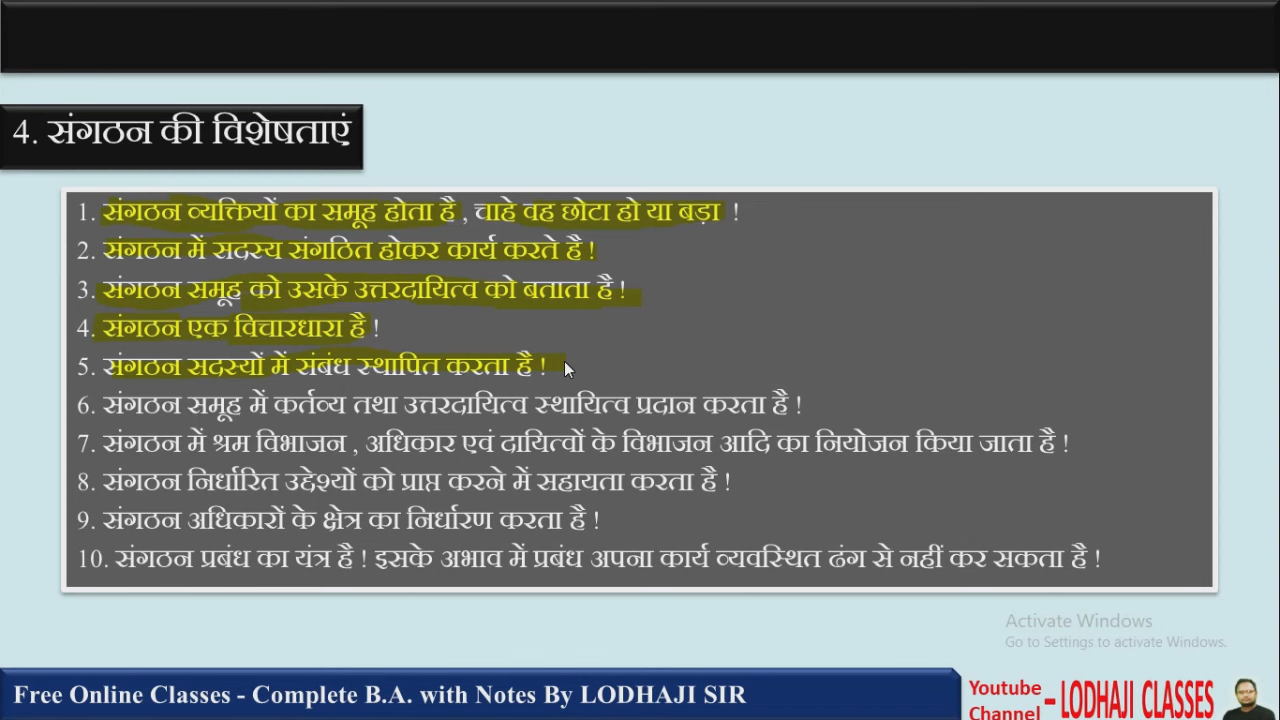 4. संगठन की विशेषताएं
1. संगठन व्यक्तियों का समूह होता है , चाहे वह छोटा हो या बड़ा !
2. संगठन में सदस्य संगठित होकर कार्य करते है !
3. संगठन समूह को उसके उत्तरदायित्व को बताता है !
4. संगठन एक विचारधारा है !
5. संगठन सदस्यों में संबंध स्थापित करता है !
6. संगठन समूह में कर्तव्य तथा उत्तरदायित्व स्थायित्व प्रदान करता है !
7. संगठन में श्रम विभाजन , अधिकार एवं दायित्वों के विभाजन आदि का नियोजन किया जाता है !
8. संगठन निर्धारित उद्देश्यों को प्राप्त करने में सहायता करता है !
9. संगठन अधिकारों के क्षेत्र का निर्धारण करता है !
10. संगठन प्रबंध का यंत्र है ! इसके अभाव में प्रबंध अपना कार्य व्यवस्थित ढंग से नहीं कर सकता है !
Activate Windows
Go to Settings to activate Windows.
Free Online Classes - Complete B.A. with Notes By LODHAJI SIR
Youtube Channel – LODHAJI CLASSES